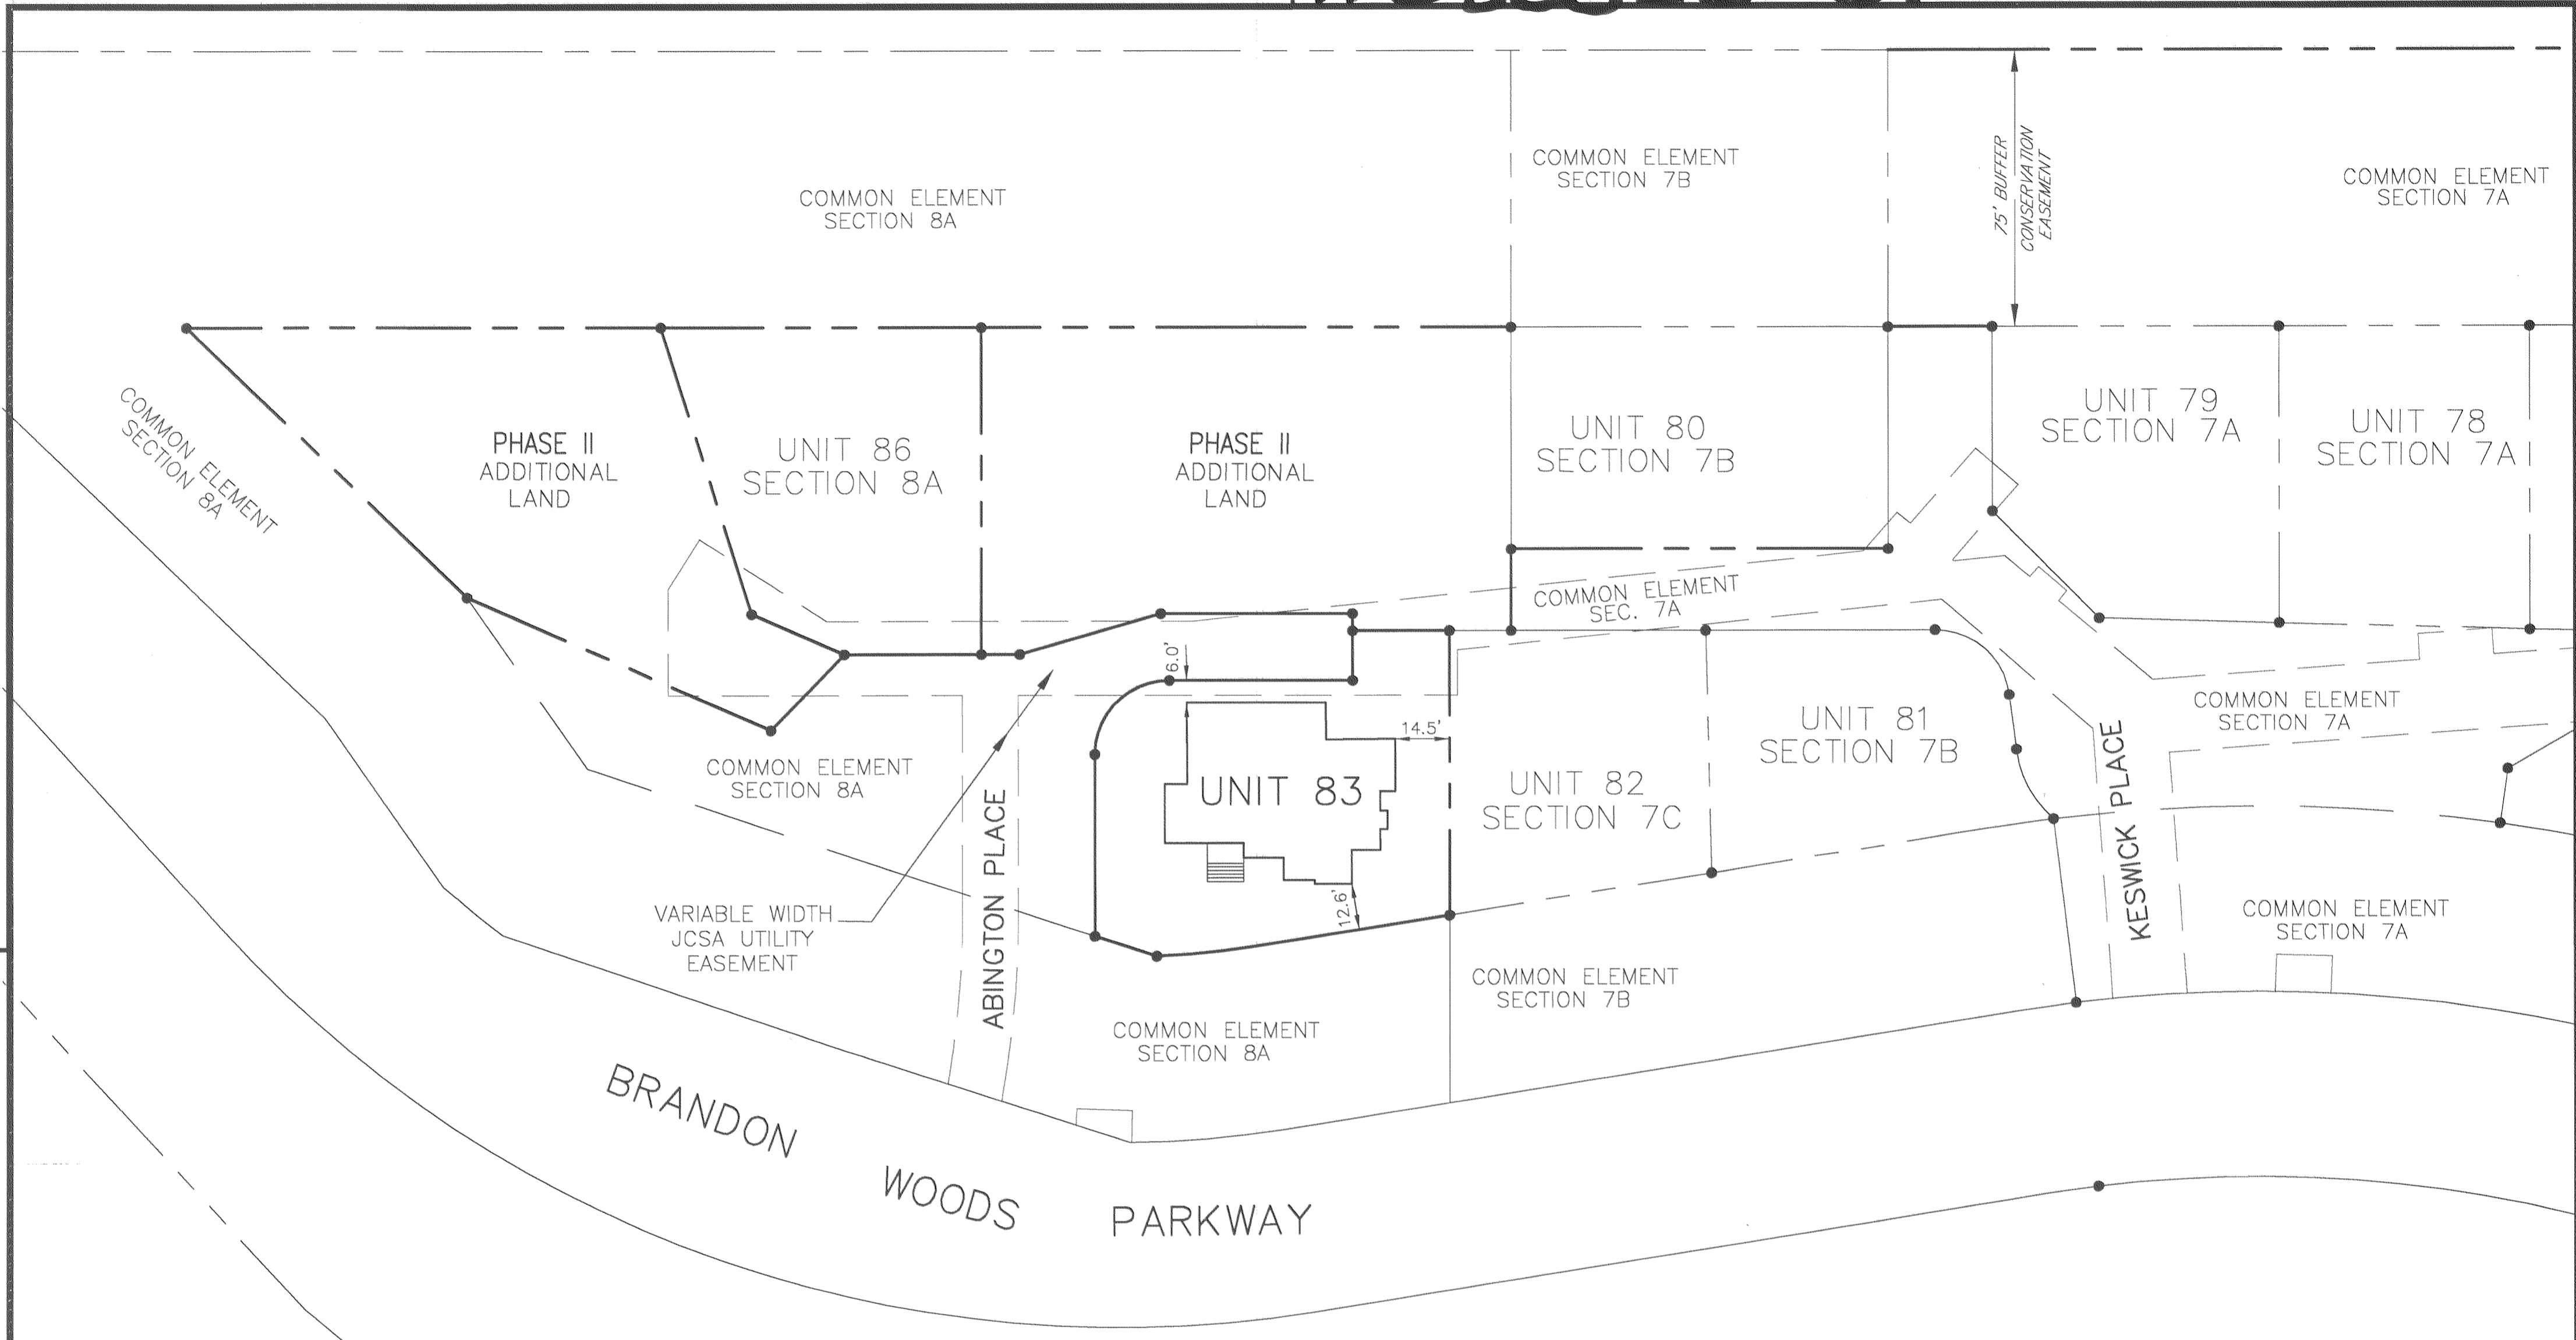 COMMON ELEMENT
SECTION 8A
COMMON ELEMENT
SECTION 7B
75' BUFFER
CONSERVATION
EASEMENT
COMMON ELEMENT
SECTION 7A
COMMON ELEMENT
SECTION 8A
PHASE II
ADDITIONAL
LAND
UNIT 86
SECTION 8A
PHASE II
ADDITIONAL
LAND
UNIT 80
SECTION 7B
UNIT 79
SECTION 7A
UNIT 78
SECTION 7A
COMMON ELEMENT
SEC. 7A
6.0'
14.5'
UNIT 83
12.6'
UNIT 82
SECTION 7C
UNIT 81
SECTION 7B
KESWICK PLACE
COMMON ELEMENT
SECTION 7A
COMMON ELEMENT
SECTION 8A
VARIABLE WIDTH
JCSA UTILITY
EASEMENT
ABINGTON PLACE
COMMON ELEMENT
SECTION 8A
COMMON ELEMENT
SECTION 7B
COMMON ELEMENT
SECTION 7A
BRANDON WOODS PARKWAY